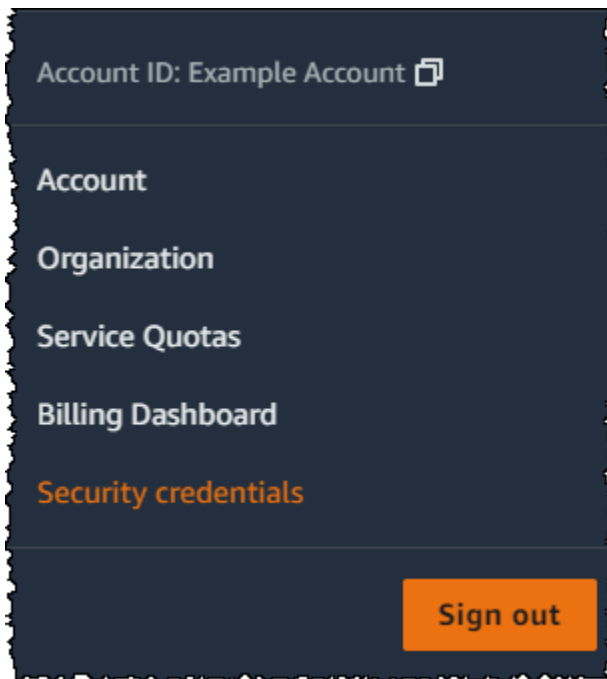 Account ID: Example Account
Account
Organization
Service Quotas
Billing Dashboard
Security credentials
Sign out